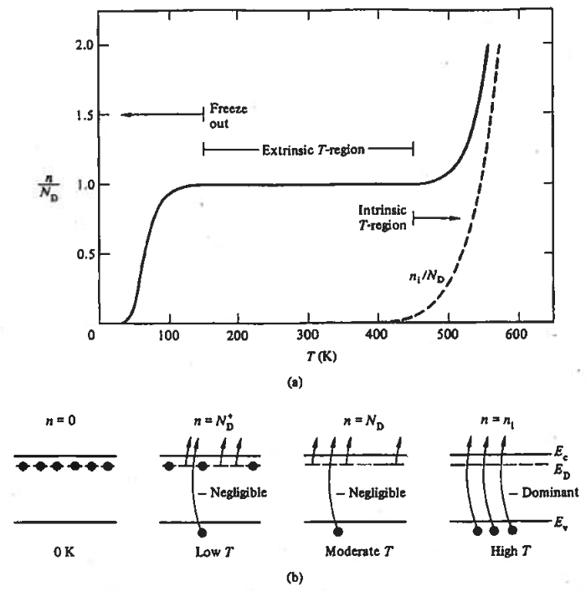 2.0
Freeze
out
1.5
Extrinsic T-region
n
N_D
1.0
Intrinsic
T-region
0.5
n_i/N_D
0 100 200 300 400 500 600
T (K)
(a)
n = 0 n = N_D^+ n = N_D n = n_i
E_c
E_D
Negligible Negligible Dominant
E_v
0 K Low T Moderate T High T
(b)